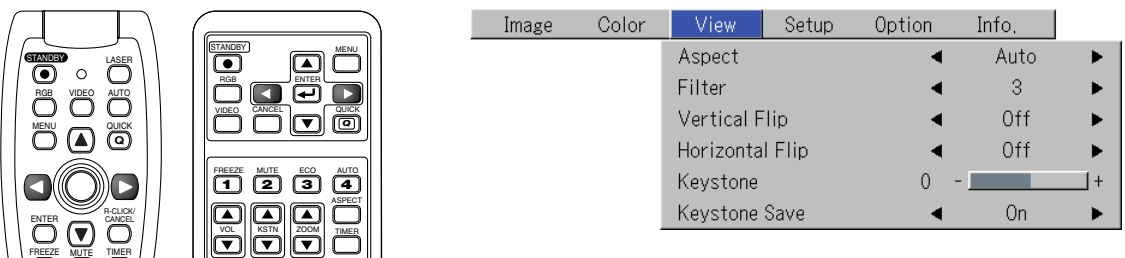 STANDBY LASER
RGB VIDEO AUTO
MENU QUICK
Q
ENTER R-CLICK/
CANCEL
FREEZE MUTE TIMER
STANDBY MENU
RGB ENTER
VIDEO CANCEL QUICK
Q
FREEZE MUTE ECO AUTO
1 2 3 4
ASPECT
VOL KSTN ZOOM TIMER
Image Color View Setup Option Info.
Aspect ◀ Auto ▶
Filter ◀ 3 ▶
Vertical Flip ◀ Off ▶
Horizontal Flip ◀ Off ▶
Keystone 0 - +
Keystone Save ◀ On ▶